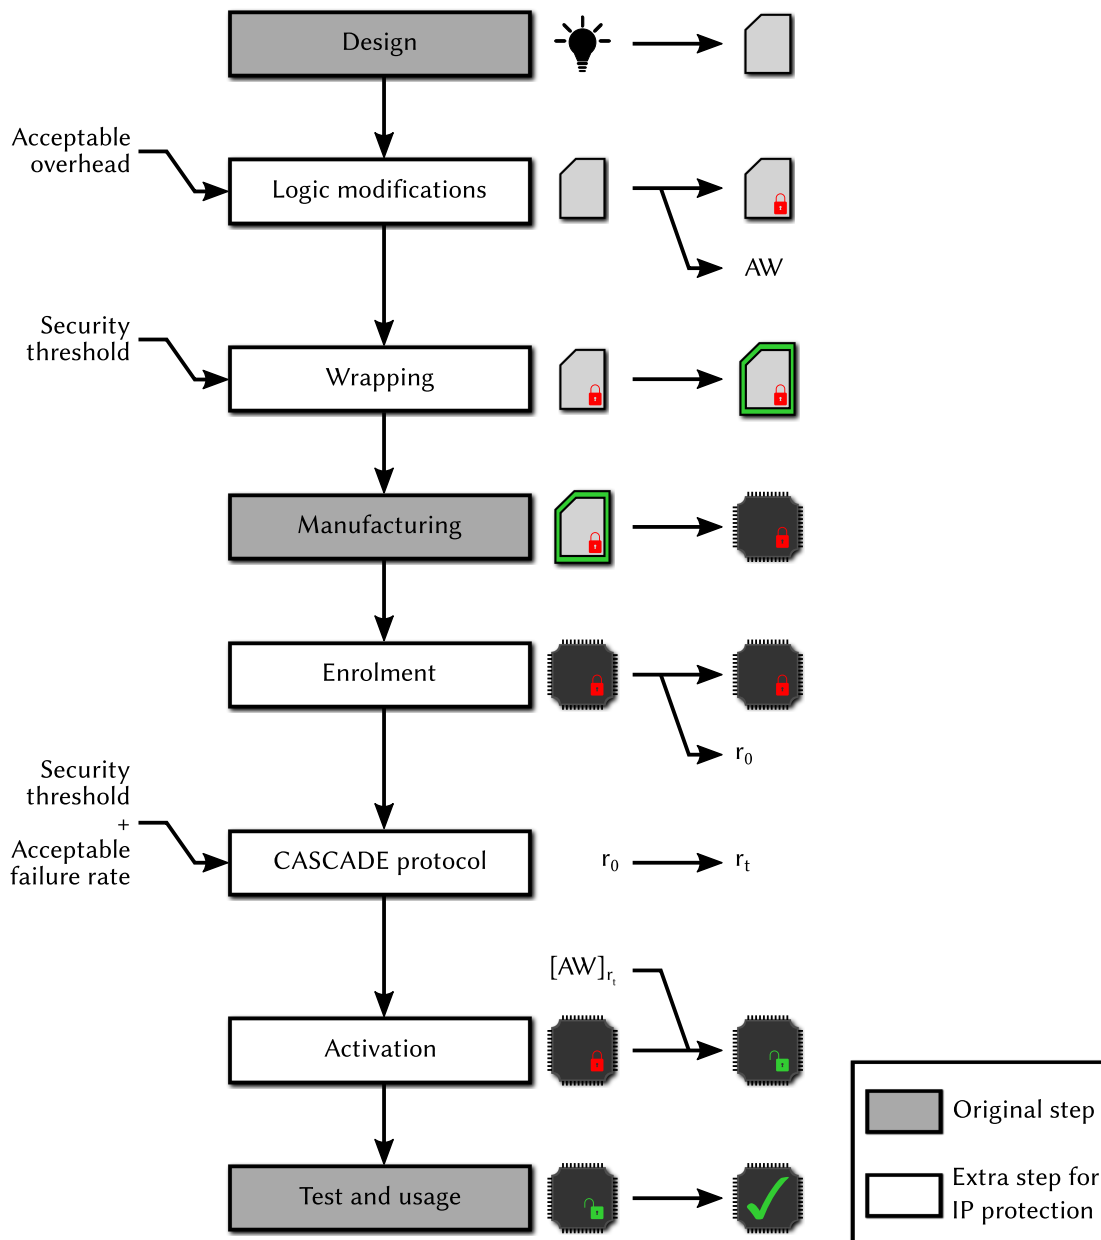 Design
Acceptable
overhead
Logic modifications
AW
Security
threshold
Wrapping
Manufacturing
Enrolment
r0
Security
threshold
+
Acceptable
failure rate
CASCADE protocol
r0
rt
[AW]rt
Activation
Original step
Extra step for
IP protection
Test and usage